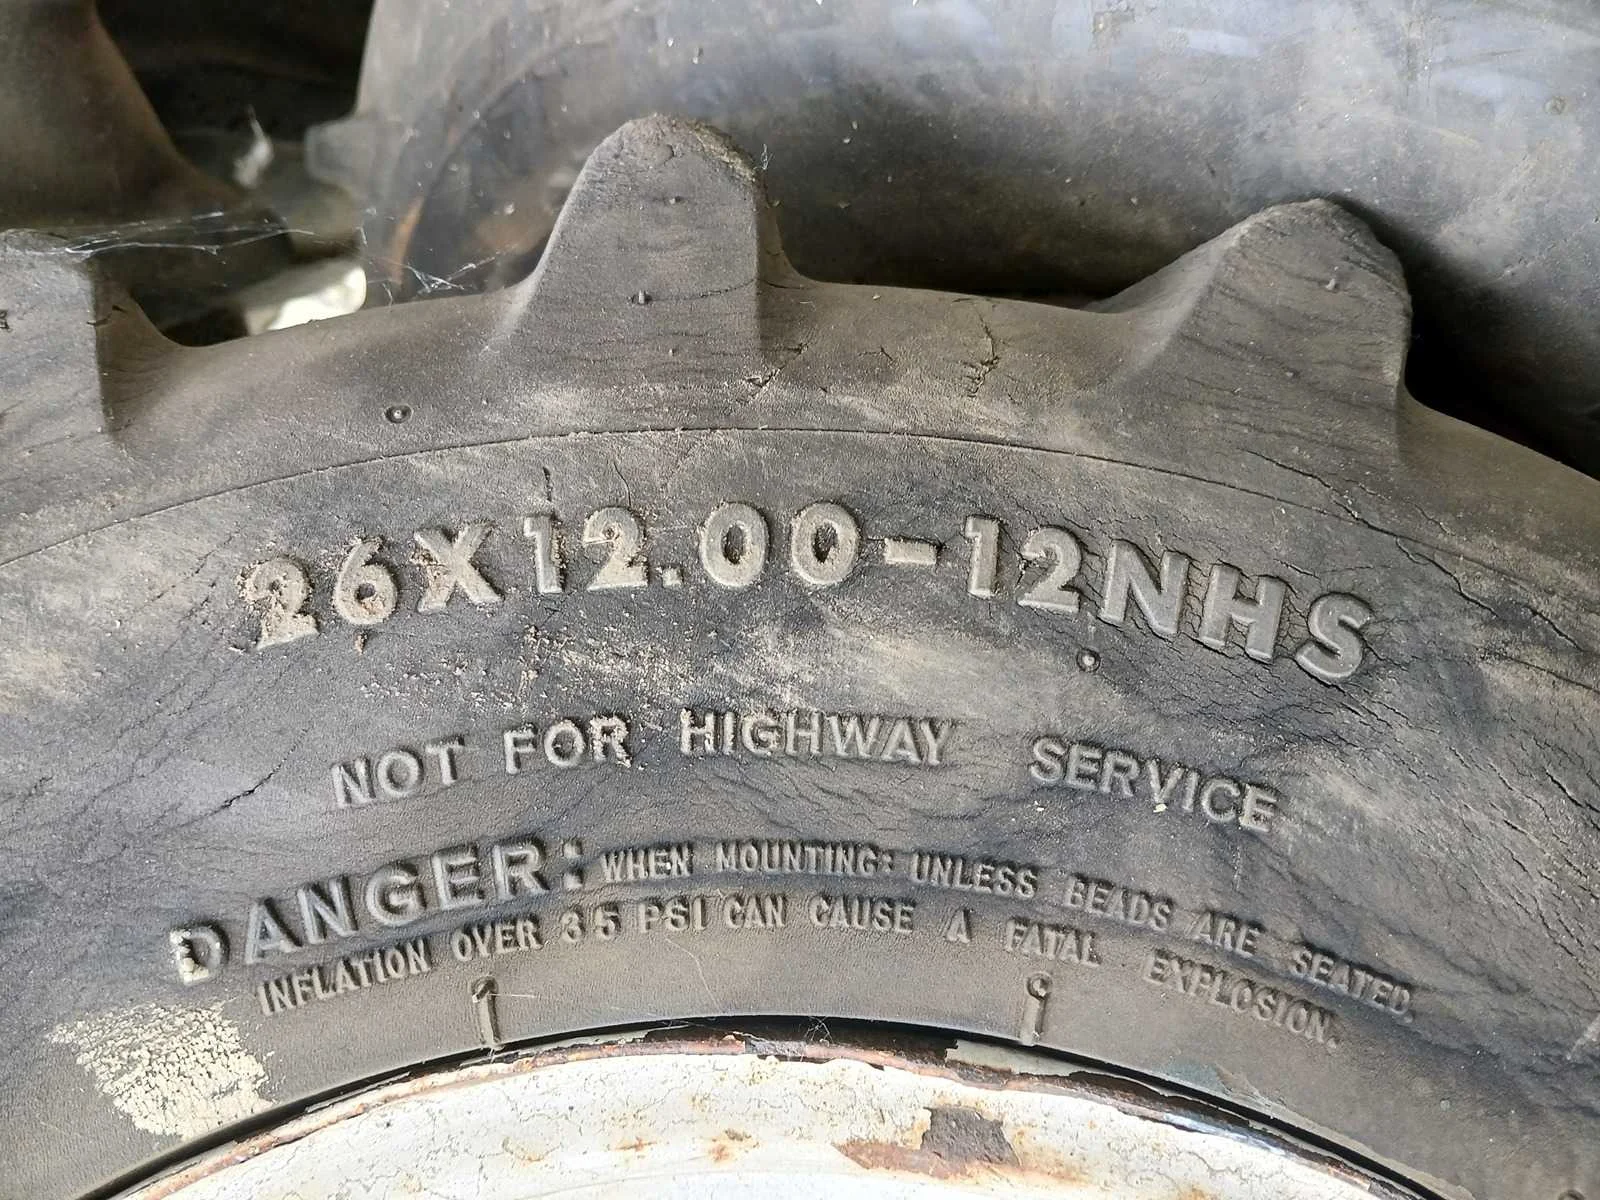 26X12.00-12NHS
NOT FOR HIGHWAY SERVICE
DANGER: WHEN MOUNTING: UNLESS BEADS ARE SEATED.
INFLATION OVER 35 PSI CAN CAUSE A FATAL EXPLOSION.